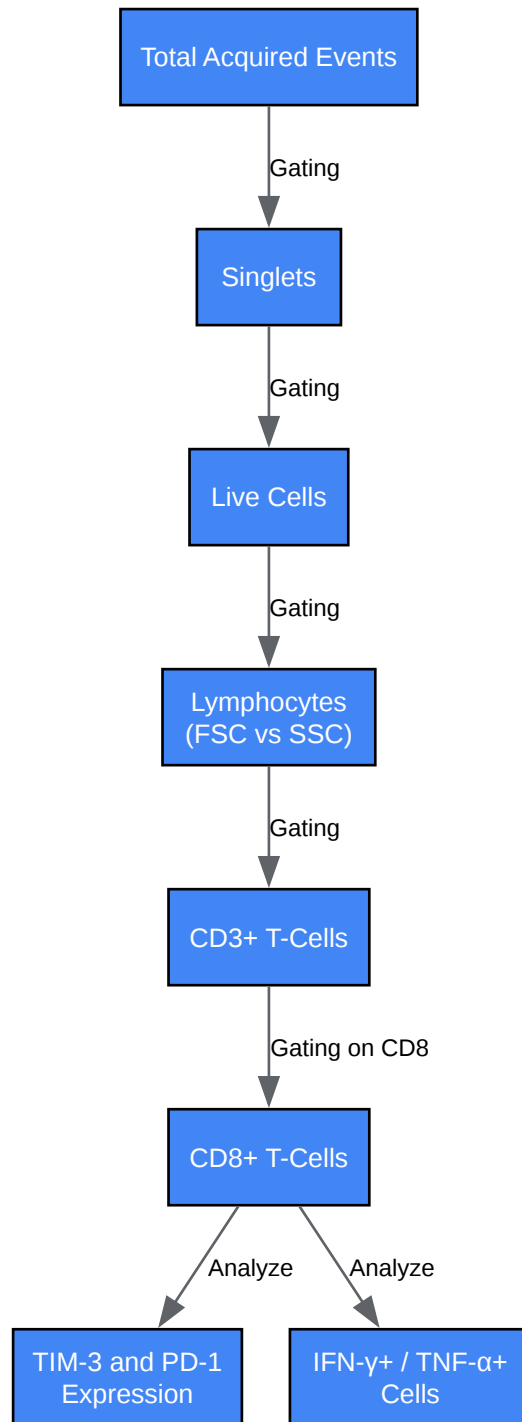 Total Acquired Events
Gating
Singlets
Gating
Live Cells
Gating
Lymphocytes
(FSC vs SSC)
Gating
CD3+ T-Cells
Gating on CD8
CD8+ T-Cells
Analyze
Analyze
TIM-3 and PD-1
Expression
IFN-γ+ / TNF-α+
Cells